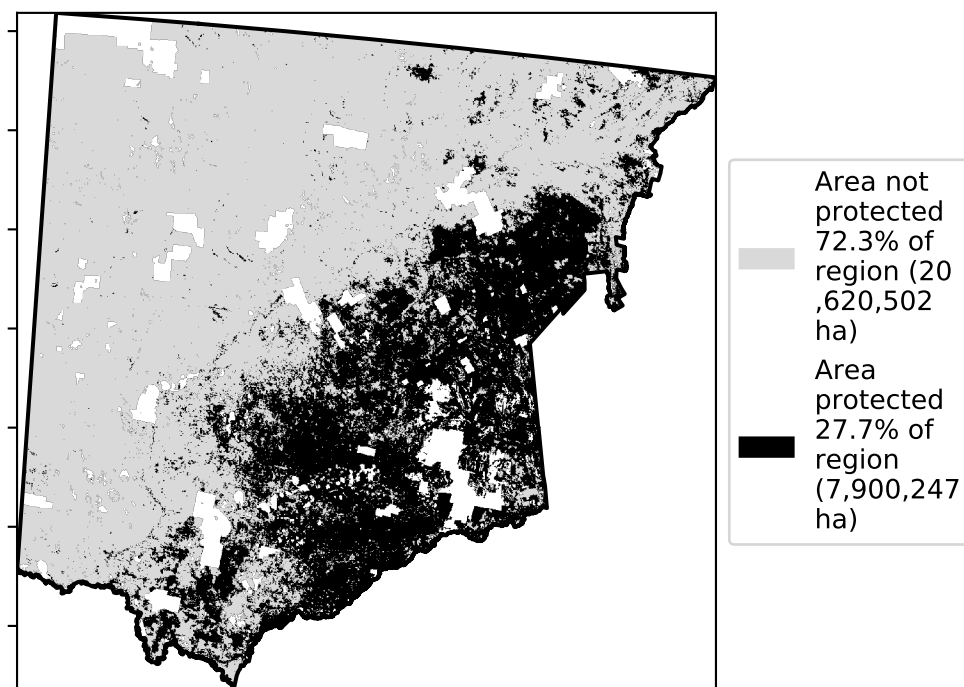 Area not
protected
72.3% of
region (20
,620,502
ha)
Area
protected
27.7% of
region
(7,900,247
ha)